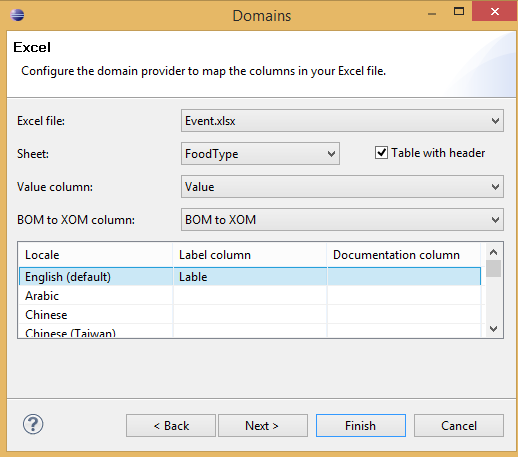 Domains
Excel
Configure the domain provider to map the columns in your Excel file.
Excel file: Event.xlsx
Sheet: FoodType Table with header
Value column: Value
BOM to XOM column: BOM to XOM
Locale Label column Documentation column
English (default) Lable
Arabic
Chinese
Chinese (Taiwan)
? < Back Next > Finish Cancel